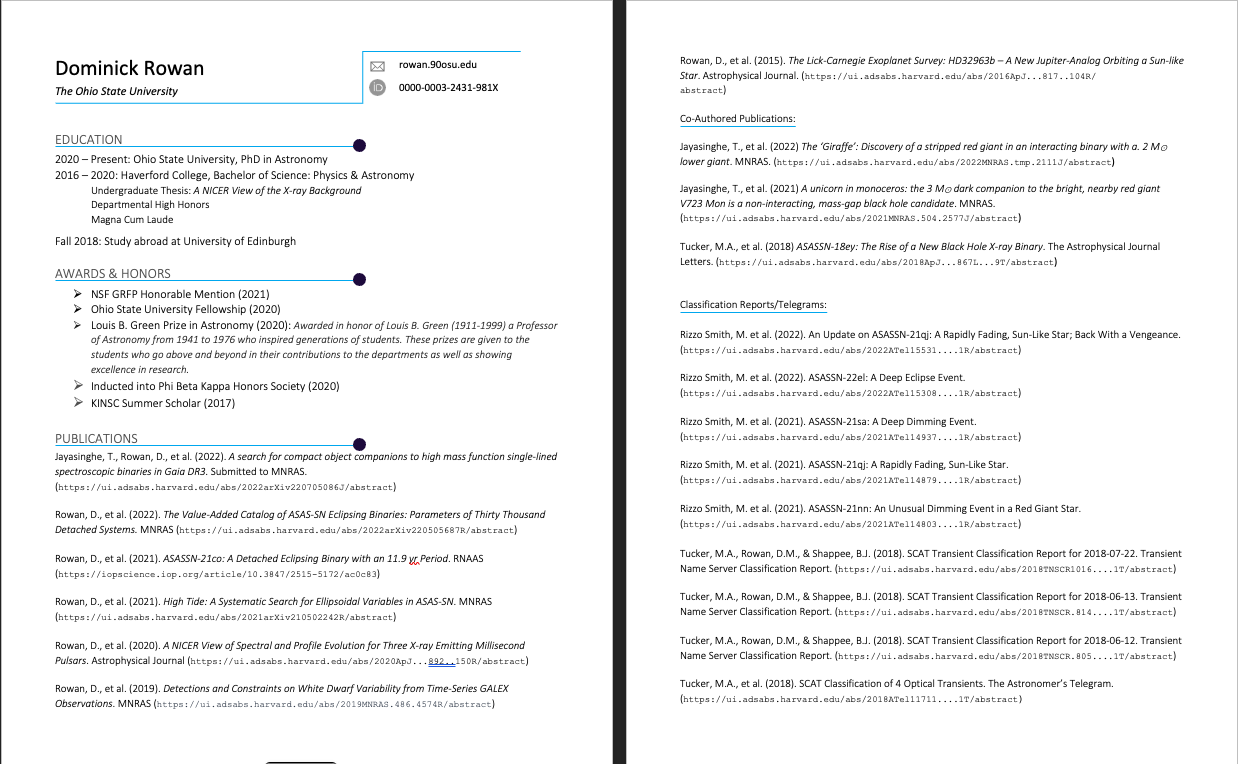 Dominick Rowan
The Ohio State University
rowan.90osu.edu
iD
0000-0003-2431-981X
EDUCATION
2020 – Present: Ohio State University, PhD in Astronomy
2016 – 2020: Haverford College, Bachelor of Science: Physics & Astronomy
Undergraduate Thesis: A NICER View of the X-ray Background
Departmental High Honors
Magna Cum Laude
Fall 2018: Study abroad at University of Edinburgh
AWARDS & HONORS
➢ NSF GRFP Honorable Mention (2021)
➢ Ohio State University Fellowship (2020)
➢ Louis B. Green Prize in Astronomy (2020): Awarded in honor of Louis B. Green (1911-1999) a Professor
of Astronomy from 1941 to 1976 who inspired generations of students. These prizes are given to the
students who go above and beyond in their contributions to the departments as well as showing
excellence in research.
➢ Inducted into Phi Beta Kappa Honors Society (2020)
➢ KINSC Summer Scholar (2017)
PUBLICATIONS
Jayasinghe, T., Rowan, D., et al. (2022). A search for compact object companions to high mass function single-lined
spectroscopic binaries in Gaia DR3. Submitted to MNRAS.
(https://ui.adsabs.harvard.edu/abs/2022arXiv220705086J/abstract)
Rowan, D., et al. (2022). The Value-Added Catalog of ASAS-SN Eclipsing Binaries: Parameters of Thirty Thousand
Detached Systems. MNRAS (https://ui.adsabs.harvard.edu/abs/2022arXiv220505687R/abstract)
Rowan, D., et al. (2021). ASASSN-21co: A Detached Eclipsing Binary with an 11.9 yr Period. RNAAS
(https://iopscience.iop.org/article/10.3847/2515-5172/ac0c83)
Rowan, D., et al. (2021). High Tide: A Systematic Search for Ellipsoidal Variables in ASAS-SN. MNRAS
(https://ui.adsabs.harvard.edu/abs/2021arXiv210502242R/abstract)
Rowan, D., et al. (2020). A NICER View of Spectral and Profile Evolution for Three X-ray Emitting Millisecond
Pulsars. Astrophysical Journal (https://ui.adsabs.harvard.edu/abs/2020ApJ...892..150R/abstract)
Rowan, D., et al. (2019). Detections and Constraints on White Dwarf Variability from Time-Series GALEX
Observations. MNRAS (https://ui.adsabs.harvard.edu/abs/2019MNRAS.486.4574R/abstract)
Rowan, D., et al. (2015). The Lick-Carnegie Exoplanet Survey: HD32963b – A New Jupiter-Analog Orbiting a Sun-like
Star. Astrophysical Journal. (https://ui.adsabs.harvard.edu/abs/2016ApJ...817..104R/
abstract)
Co-Authored Publications:
Jayasinghe, T., et al. (2022) The ‘Giraffe’: Discovery of a stripped red giant in an interacting binary with a. 2 M☉
lower giant. MNRAS. (https://ui.adsabs.harvard.edu/abs/2022MNRAS.tmp.2111J/abstract)
Jayasinghe, T., et al. (2021) A unicorn in monoceros: the 3 M☉ dark companion to the bright, nearby red giant
V723 Mon is a non-interacting, mass-gap black hole candidate. MNRAS.
(https://ui.adsabs.harvard.edu/abs/2021MNRAS.504.2577J/abstract)
Tucker, M.A., et al. (2018) ASASSN-18ey: The Rise of a New Black Hole X-ray Binary. The Astrophysical Journal
Letters. (https://ui.adsabs.harvard.edu/abs/2018ApJ...867L...9T/abstract)
Classification Reports/Telegrams:
Rizzo Smith, M. et al. (2022). An Update on ASASSN-21qj: A Rapidly Fading, Sun-Like Star; Back With a Vengeance.
(https://ui.adsabs.harvard.edu/abs/2022ATel15531....1R/abstract)
Rizzo Smith, M. et al. (2022). ASASSN-22el: A Deep Eclipse Event.
(https://ui.adsabs.harvard.edu/abs/2022ATel15308....1R/abstract)
Rizzo Smith, M. et al. (2021). ASASSN-21sa: A Deep Dimming Event.
(https://ui.adsabs.harvard.edu/abs/2021ATel14937....1R/abstract)
Rizzo Smith, M. et al. (2021). ASASSN-21qj: A Rapidly Fading, Sun-Like Star.
(https://ui.adsabs.harvard.edu/abs/2021ATel14879....1R/abstract)
Rizzo Smith, M. et al. (2021). ASASSN-21nn: An Unusual Dimming Event in a Red Giant Star.
(https://ui.adsabs.harvard.edu/abs/2021ATel14803....1R/abstract)
Tucker, M.A., Rowan, D.M., & Shappee, B.J. (2018). SCAT Transient Classification Report for 2018-07-22. Transient
Name Server Classification Report. (https://ui.adsabs.harvard.edu/abs/2018TNSCR1016....1T/abstract)
Tucker, M.A., Rowan, D.M., & Shappee, B.J. (2018). SCAT Transient Classification Report for 2018-06-13. Transient
Name Server Classification Report. (https://ui.adsabs.harvard.edu/abs/2018TNSCR.814....1T/abstract)
Tucker, M.A., Rowan, D.M., & Shappee, B.J. (2018). SCAT Transient Classification Report for 2018-06-12. Transient
Name Server Classification Report. (https://ui.adsabs.harvard.edu/abs/2018TNSCR.805....1T/abstract)
Tucker, M.A., et al. (2018). SCAT Classification of 4 Optical Transients. The Astronomer’s Telegram.
(https://ui.adsabs.harvard.edu/abs/2018ATel11711....1T/abstract)